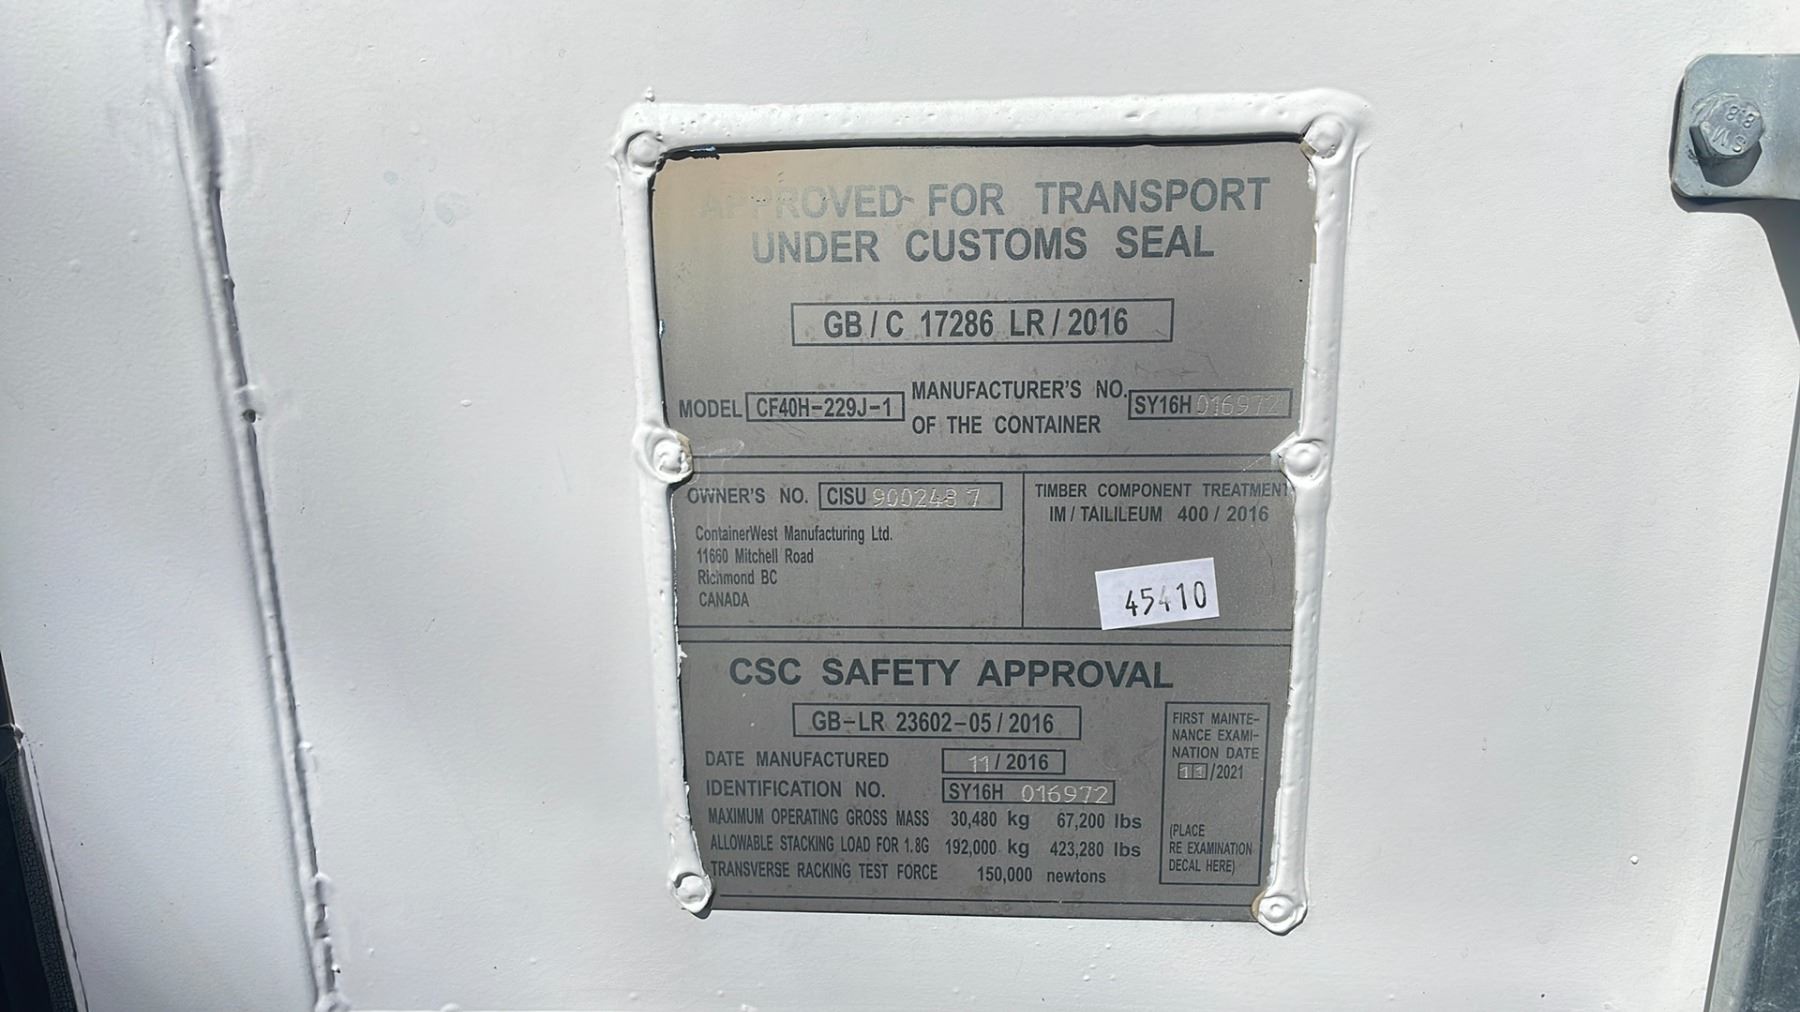 APPROVED FOR TRANSPORT
UNDER CUSTOMS SEAL
GB / C 17286 LR / 2016
MODEL CF40H-229J-1 MANUFACTURER'S NO. OF THE CONTAINER SY16H 016972
OWNER'S NO. CISU 900248 7
ContainerWest Manufacturing Ltd.
11660 Mitchell Road
Richmond BC
CANADA
TIMBER COMPONENT TREATMENT
IM / TAILILEUM 400 / 2016
45410
CSC SAFETY APPROVAL
GB-LR 23602-05 / 2016
DATE MANUFACTURED 11 / 2016
IDENTIFICATION NO. SY16H 016972
MAXIMUM OPERATING GROSS MASS 30,480 kg 67,200 lbs
ALLOWABLE STACKING LOAD FOR 1.8G 192,000 kg 423,280 lbs
TRANSVERSE RACKING TEST FORCE 150,000 newtons
FIRST MAINTE-
NANCE EXAMI-
NATION DATE
11 / 2021
(PLACE
RE EXAMINATION
DECAL HERE)
8.8